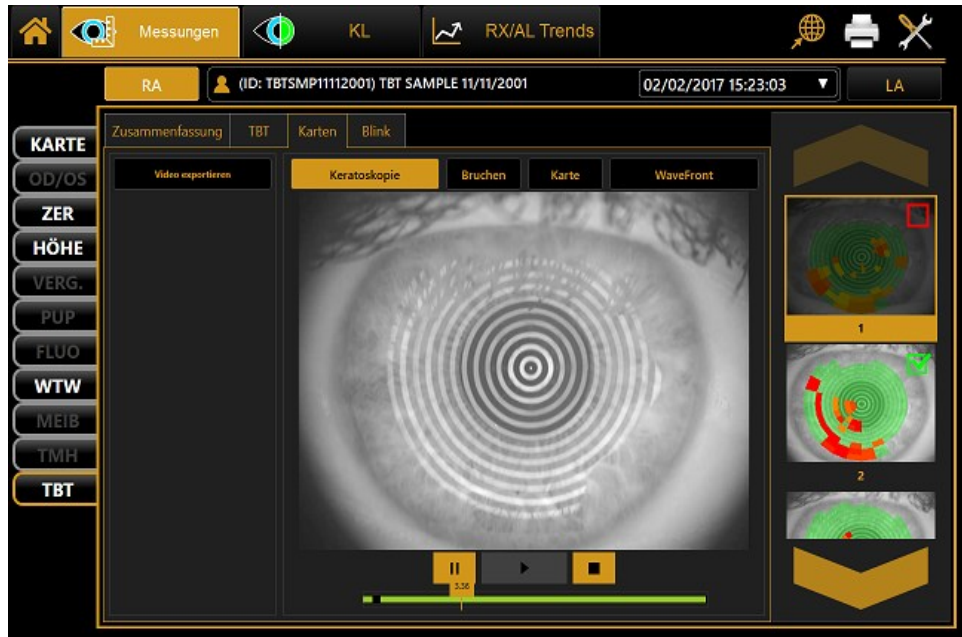 Messungen KL RX/AL Trends
RA (ID: TBTSMP11112001) TBT SAMPLE 11/11/2001 02/02/2017 15:23:03 LA
Zusammenfassung TBT Karten Blink
Video exportieren
Keratoskopie Bruchen Karte WaveFront
KARTE
OD/OS
ZER
HÖHE
VERG.
PUP
FLUO
WTW
MEIB
TMH
TBT
1
2
3.36